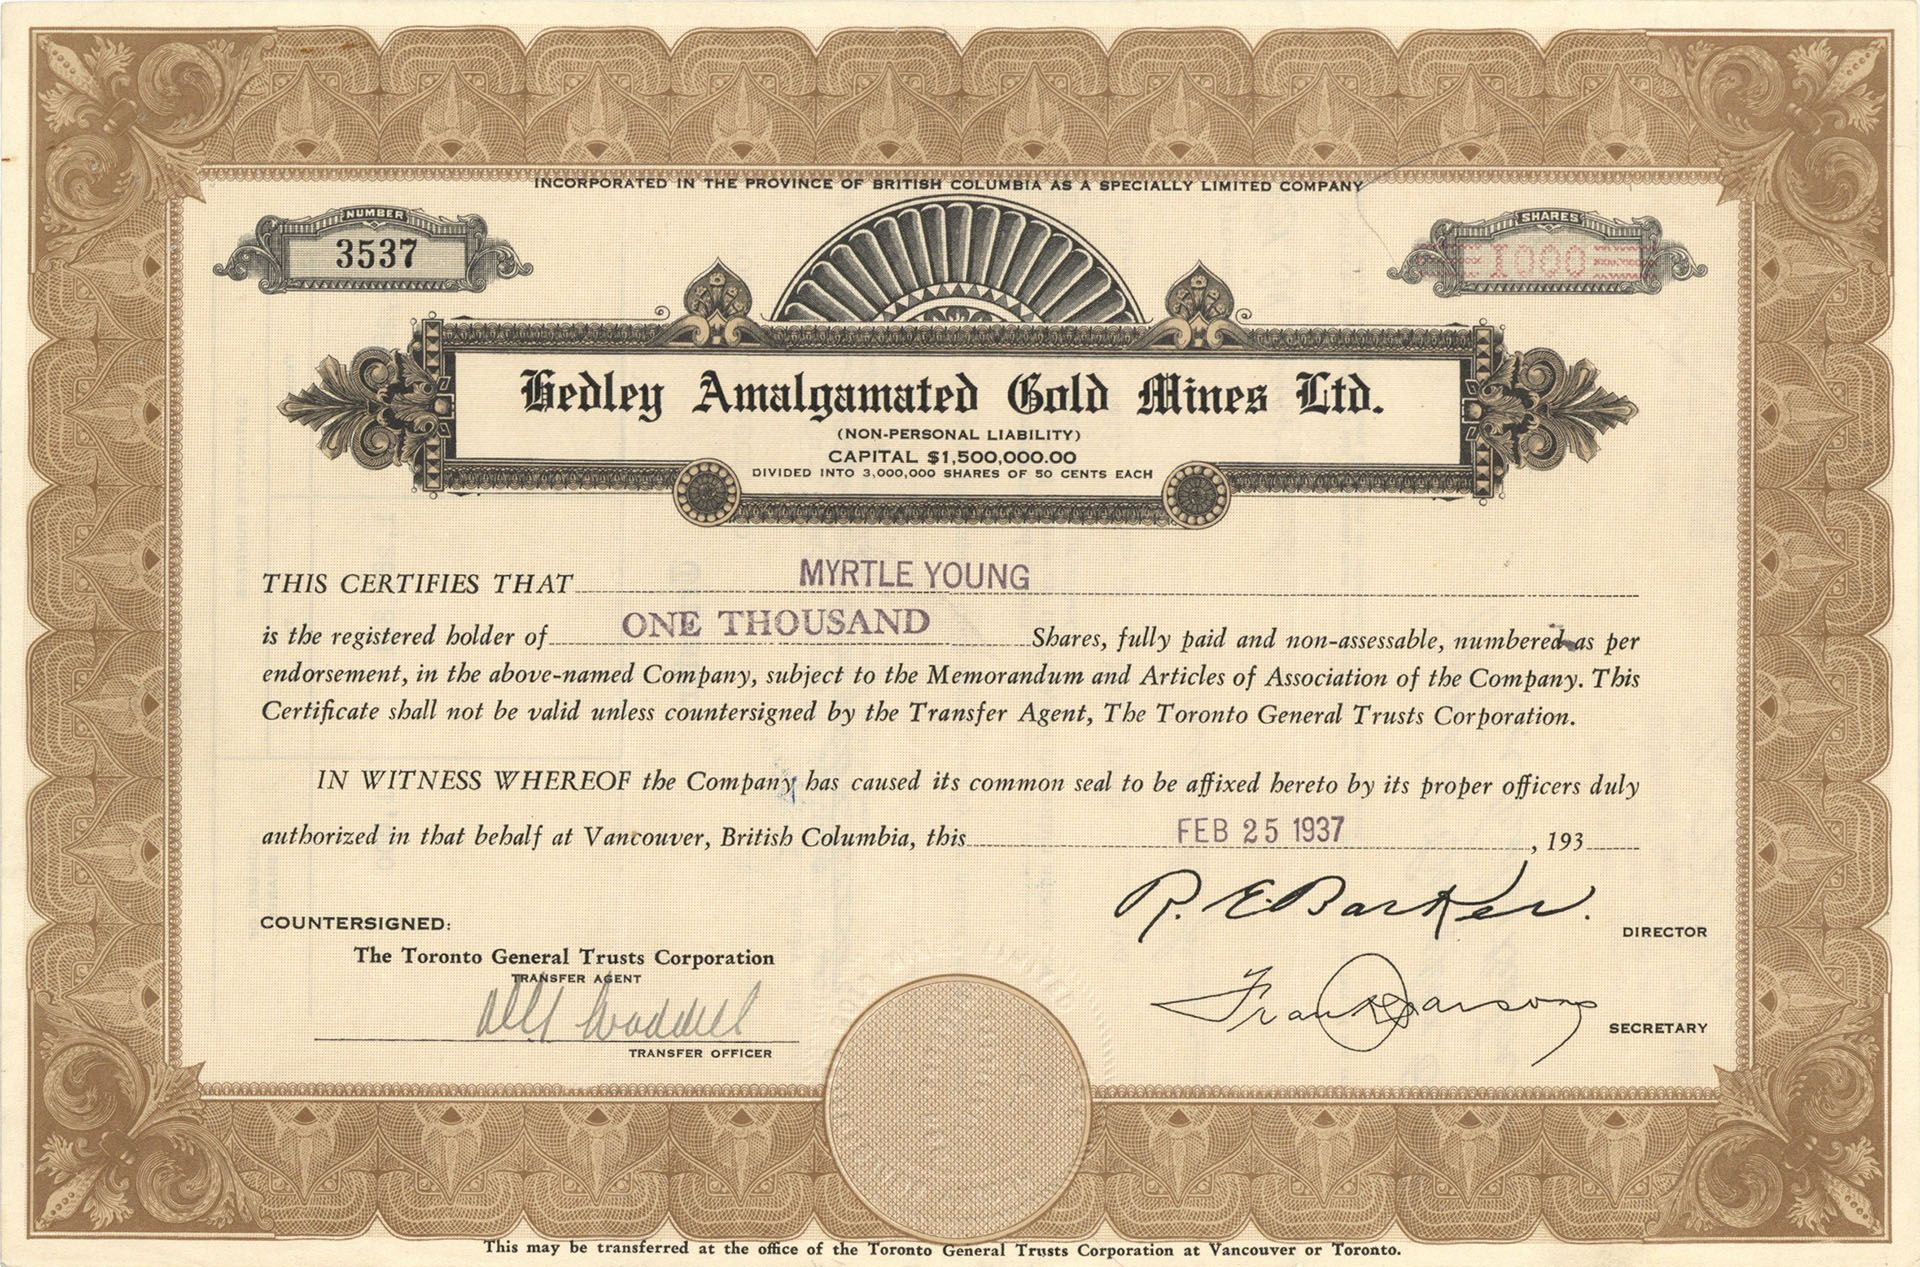 INCORPORATED IN THE PROVINCE OF BRITISH COLUMBIA AS A SPECIALLY LIMITED COMPANY
NUMBER
3537
SHARES
1000
Hedley Amalgamated Gold Mines Ltd.
(NON-PERSONAL LIABILITY)
CAPITAL $1,500,000.00
DIVIDED INTO 3,000,000 SHARES OF 50 CENTS EACH
THIS CERTIFIES THAT MYRTLE YOUNG
is the registered holder of ONE THOUSAND Shares, fully paid and non-assessable, numbered as per
endorsement, in the above-named Company, subject to the Memorandum and Articles of Association of the Company. This
Certificate shall not be valid unless countersigned by the Transfer Agent, The Toronto General Trusts Corporation.
IN WITNESS WHEREOF the Company has caused its common seal to be affixed hereto by its proper officers duly
authorized in that behalf at Vancouver, British Columbia, this FEB 25 1937, 193
R. E. Barker.
DIRECTOR
COUNTERSIGNED:
The Toronto General Trusts Corporation
TRANSFER AGENT
Waddell
TRANSFER OFFICER
Frank Parsons
SECRETARY
This may be transferred at the office of the Toronto General Trusts Corporation at Vancouver or Toronto.